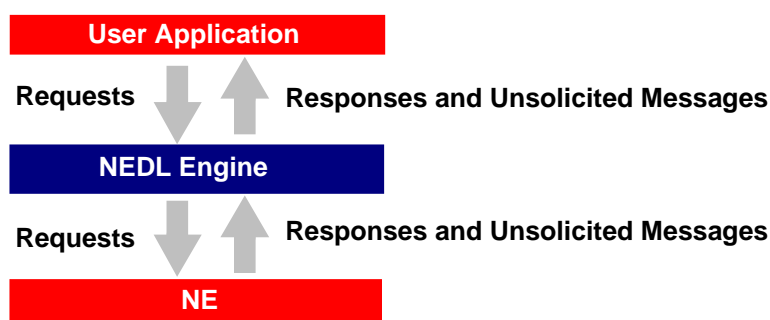 User Application
Requests
Responses and Unsolicited Messages
NEDL Engine
Requests
Responses and Unsolicited Messages
NE